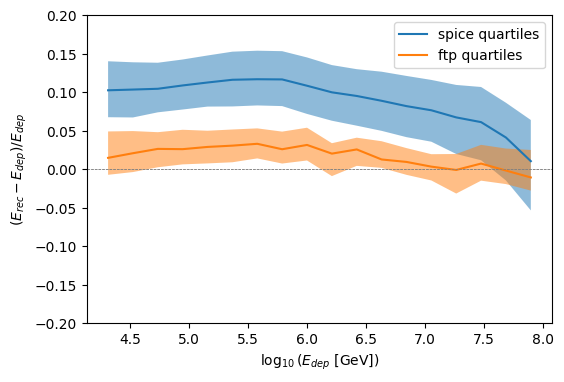 0.20
0.15
0.10
0.05
0.00
−0.05
−0.10
−0.15
−0.20
(E_rec − E_dep)/E_dep
spice quartiles
ftp quartiles
4.5 5.0 5.5 6.0 6.5 7.0 7.5 8.0
log₁₀(E_dep [GeV])